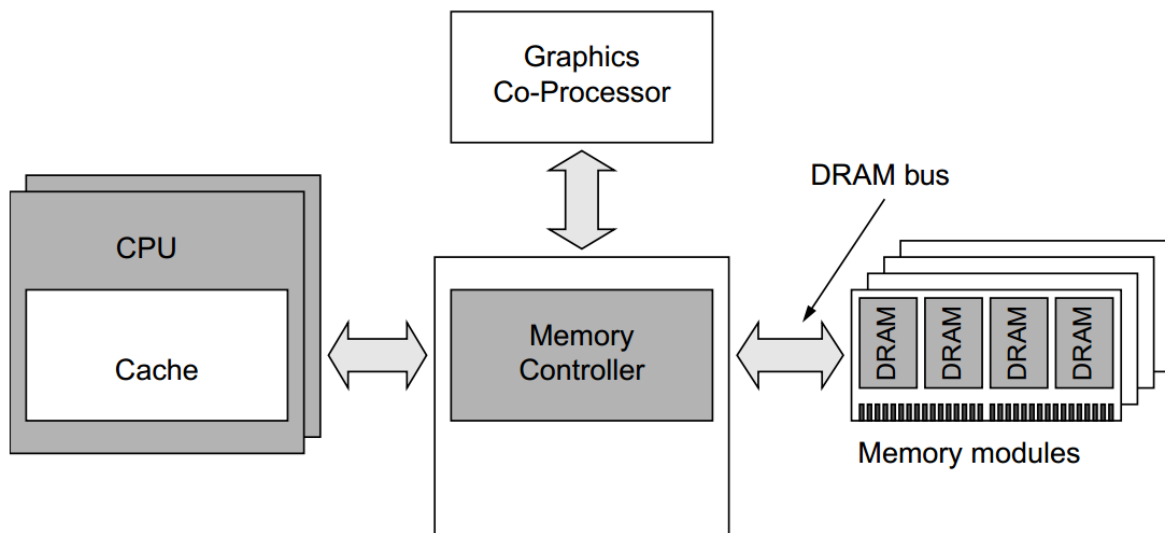 Graphics
Co-Processor
DRAM bus
CPU
Cache
Memory
Controller
DRAM
DRAM
DRAM
DRAM
Memory modules